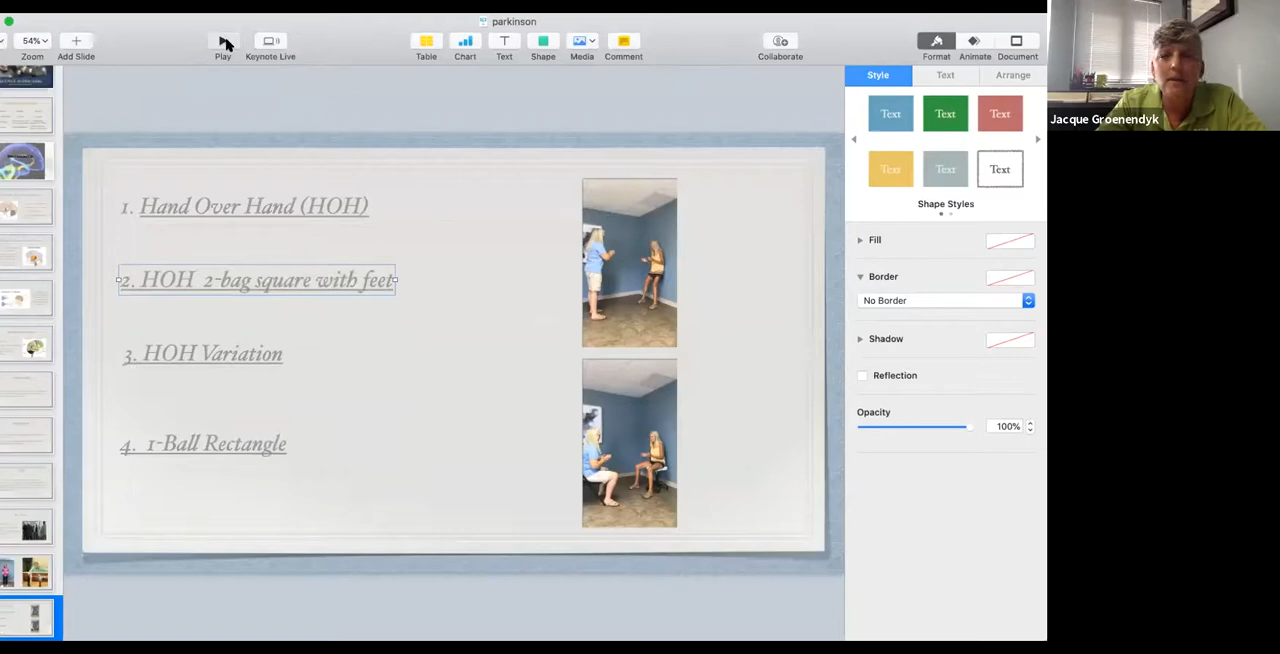 parkinson
54%
Zoom
Add Slide
Play
Keynote Live
Table
Chart
Text
Shape
Media
Comment
Collaborate
Format
Animate
Document
Style
Text
Arrange
Text
Text
Text
Text
Text
Text
Shape Styles
Fill
Border
No Border
Shadow
Reflection
Opacity
100%
1. Hand Over Hand (HOH)
2. HOH 2-bag square with feet
3. HOH Variation
4. 1-Ball Rectangle
Jacque Groenendyk